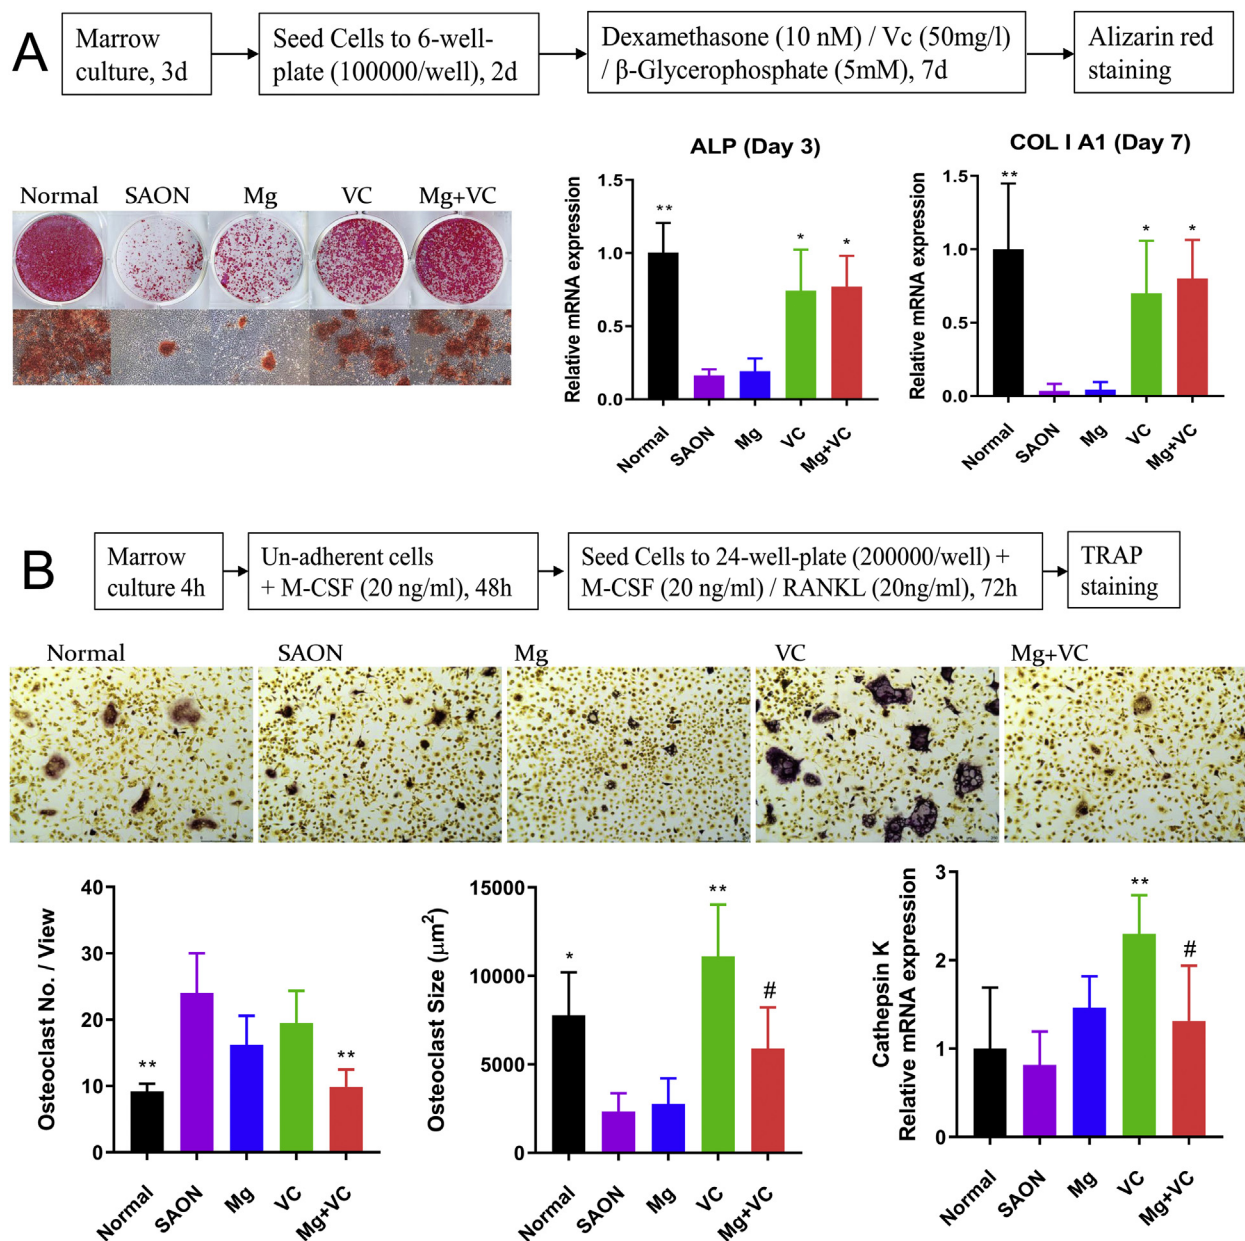 A
Marrow
culture, 3d
Seed Cells to 6-well-
plate (100000/well), 2d
Dexamethasone (10 nM) / Vc (50mg/l)
/ β-Glycerophosphate (5mM), 7d
Alizarin red
staining
Normal SAON Mg VC Mg+VC
ALP (Day 3)
Relative mRNA expression
1.5
1.0
0.5
0.0
** * *
Normal SAON Mg VC Mg+VC
COL I A1 (Day 7)
Relative mRNA expression
1.5
1.0
0.5
0.0
** * *
Normal SAON Mg VC Mg+VC
B
Marrow
culture 4h
Un-adherent cells
+ M-CSF (20 ng/ml), 48h
Seed Cells to 24-well-plate (200000/well) +
M-CSF (20 ng/ml) / RANKL (20ng/ml), 72h
TRAP
staining
Normal SAON Mg VC Mg+VC
Osteoclast No. / View
40
30
20
10
0
** **
Normal SAON Mg VC Mg+VC
Osteoclast Size (μm²)
15000
10000
5000
0
* ** #
Normal SAON Mg VC Mg+VC
Cathepsin K
Relative mRNA expression
3
2
1
0
** #
Normal SAON Mg VC Mg+VC